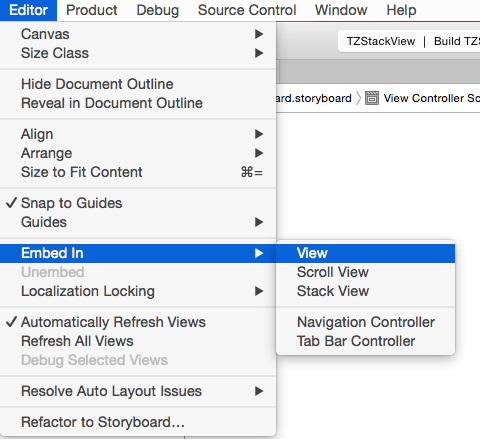 Editor Product Debug Source Control Window Help
TZStackView | Build TZS
ard.storyboard 〉 View Controller Sc
Canvas ▶
Size Class ▶
Hide Document Outline
Reveal in Document Outline
Align ▶
Arrange ▶
Size to Fit Content ⌘=
✓ Snap to Guides
Guides ▶
Embed In ▶
View
Scroll View
Stack View
Navigation Controller
Tab Bar Controller
Unembed
Localization Locking ▶
✓ Automatically Refresh Views
Refresh All Views
Debug Selected Views
Resolve Auto Layout Issues ▶
Refactor to Storyboard…